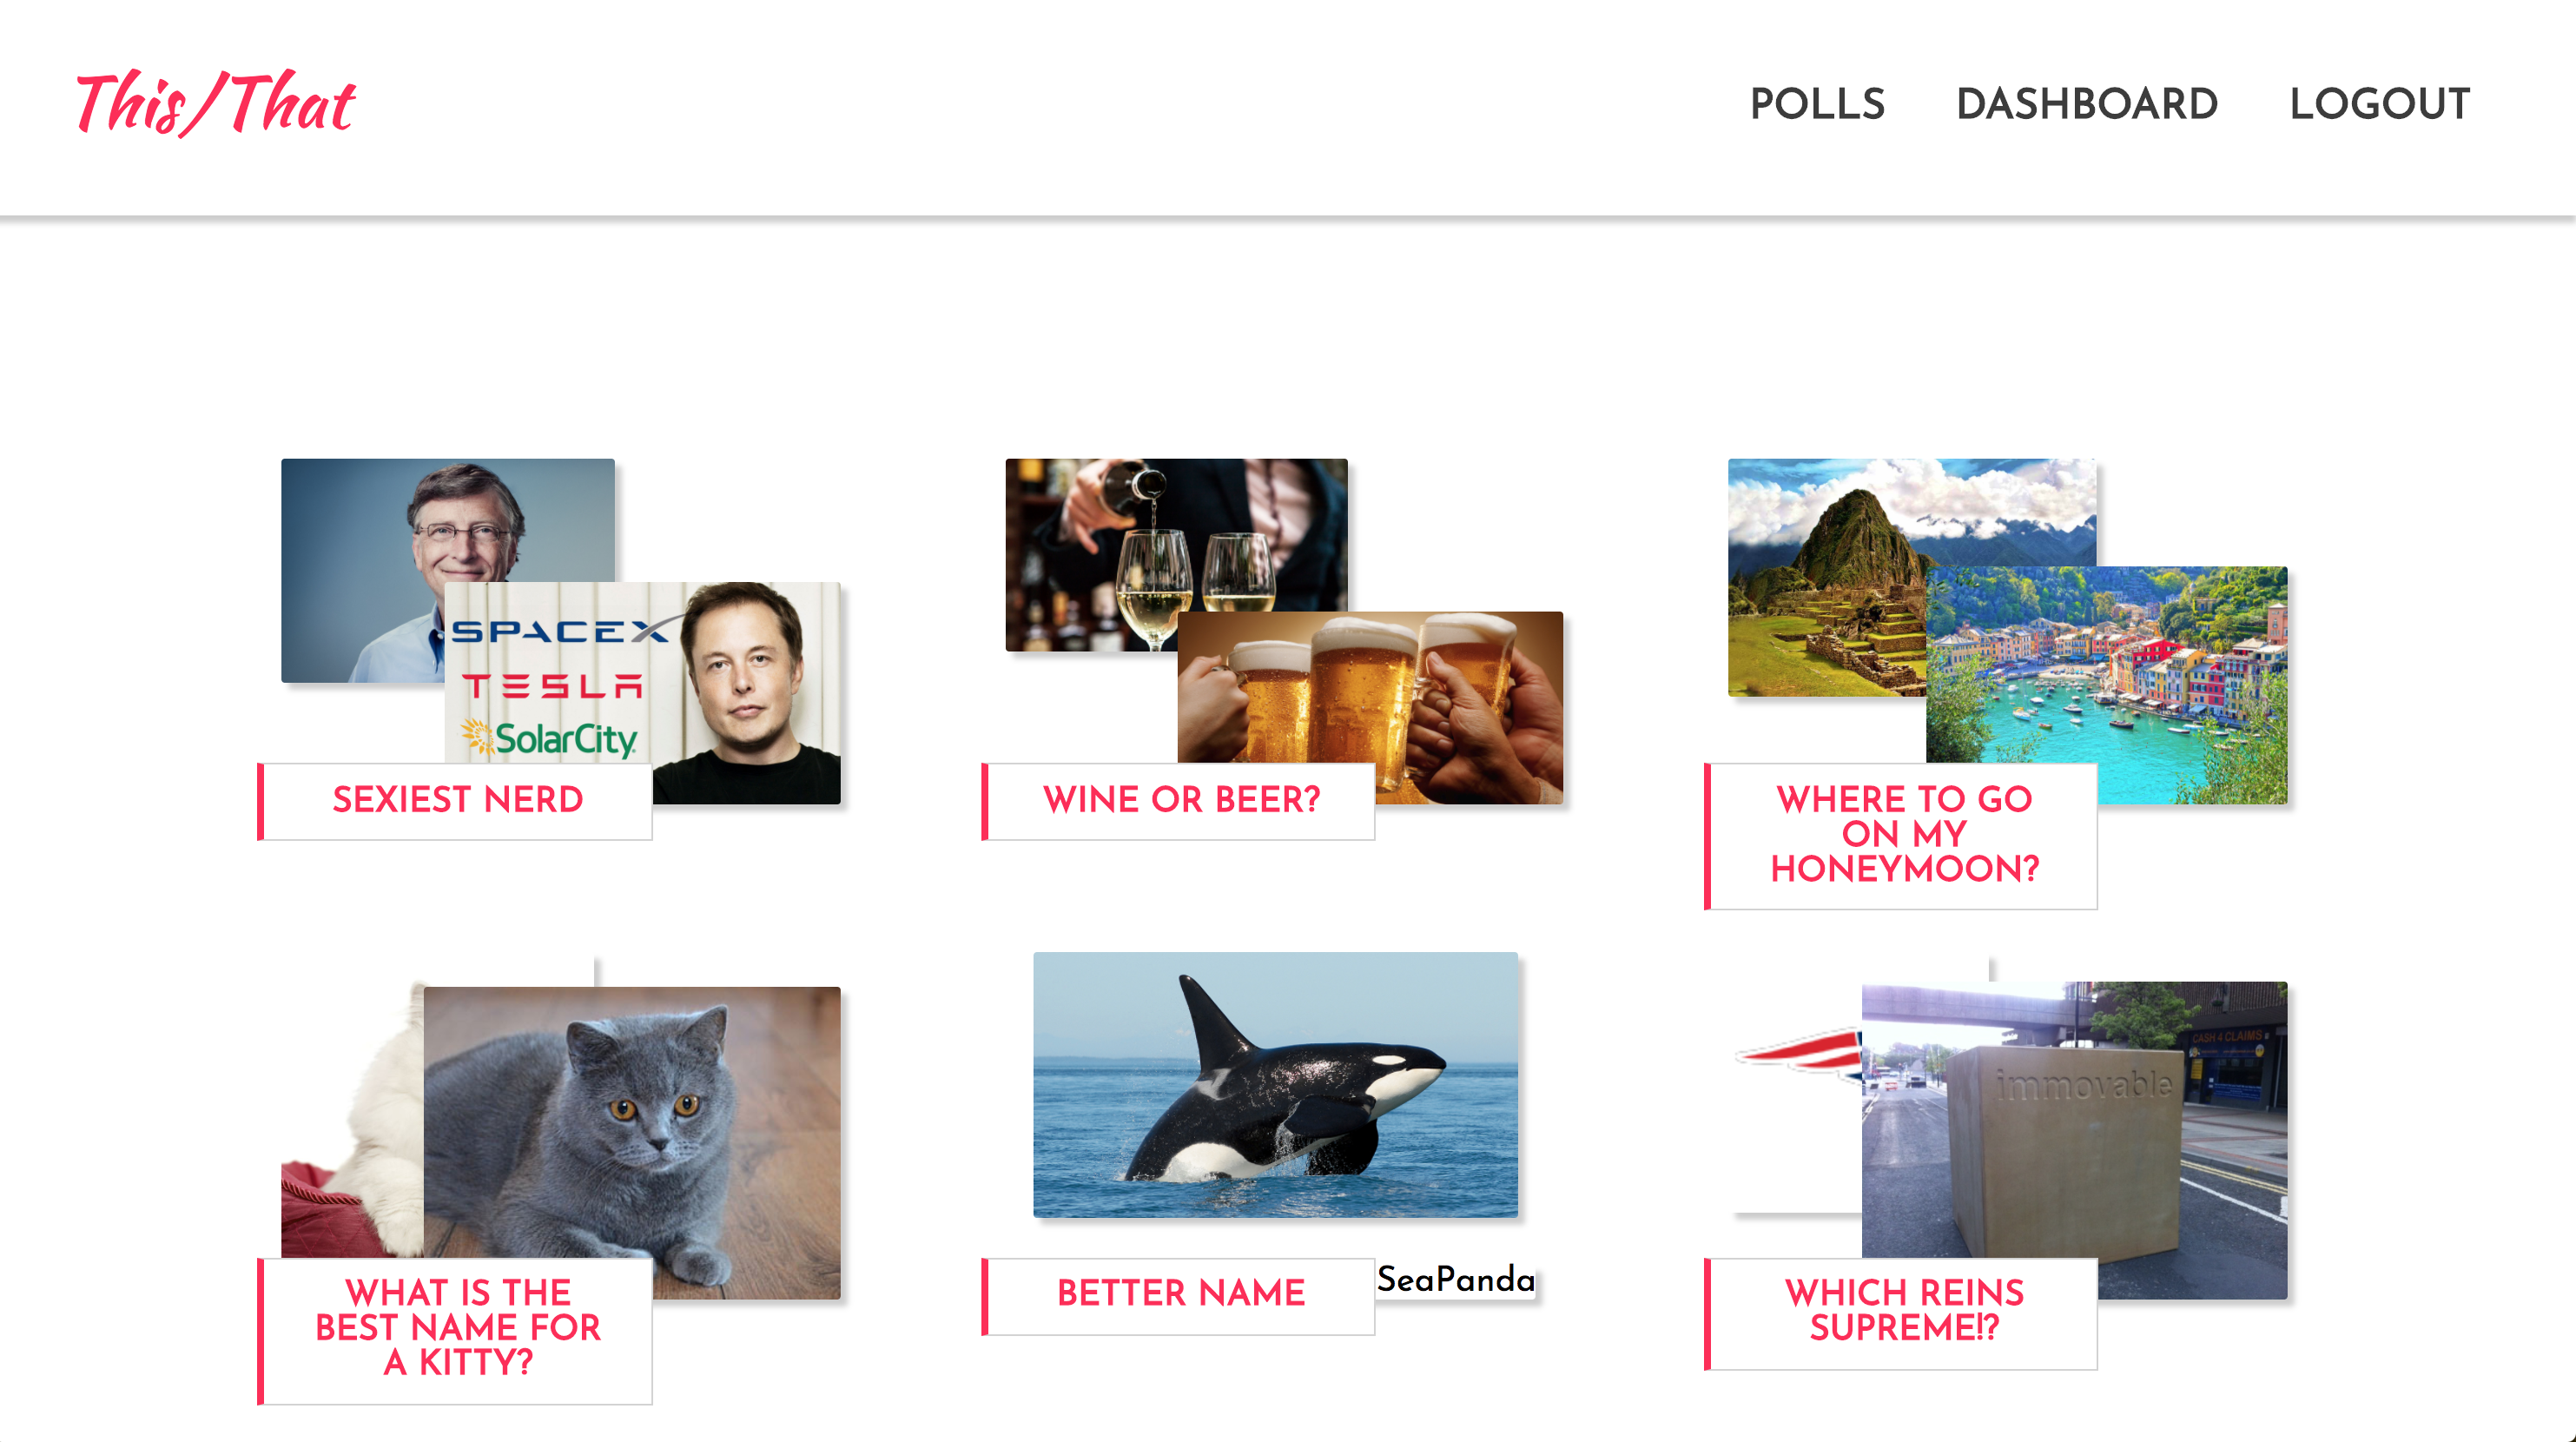 This/That
POLLS
DASHBOARD
LOGOUT
SPACEX
TESLA
SolarCity
SEXIEST NERD
WINE OR BEER?
WHERE TO GO
ON MY
HONEYMOON?
WHAT IS THE
BEST NAME FOR
A KITTY?
BETTER NAME
SeaPanda
CASH 4 CLAIMS
immovable
WHICH REINS
SUPREME!?